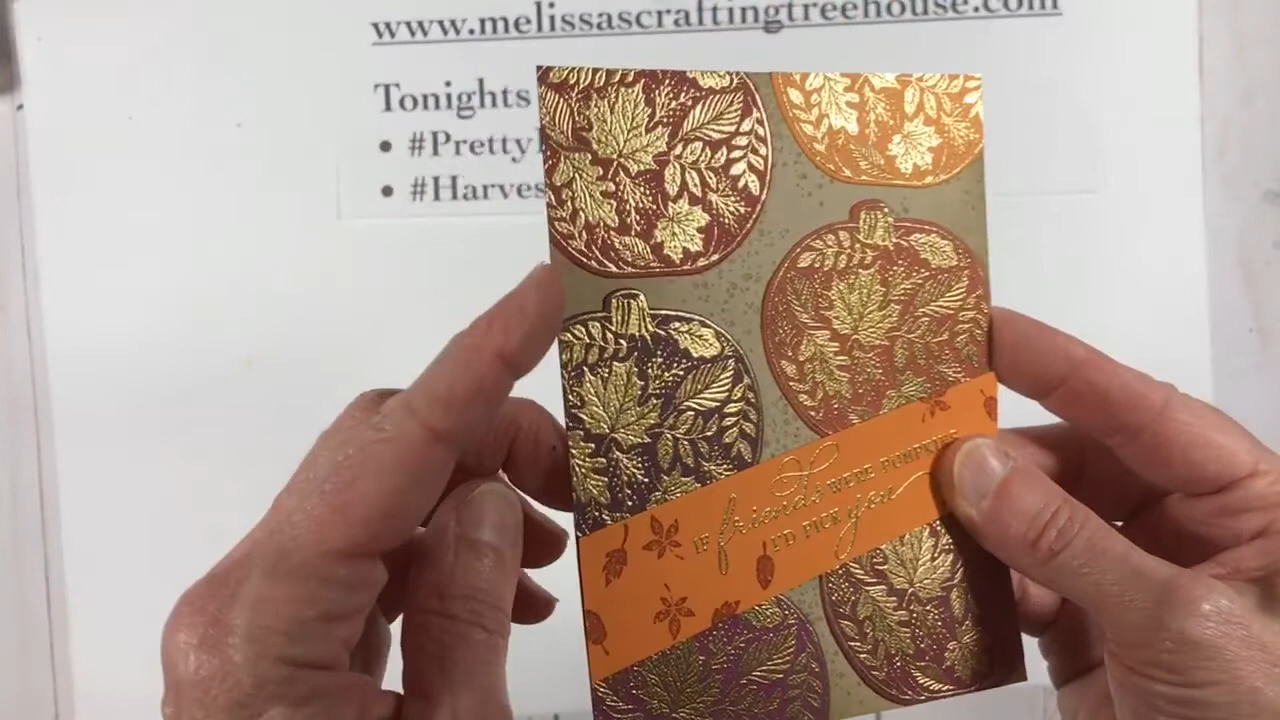 www.melissascraftingtreehouse.com
Tonights
• #Pretty
• #Harves
IF friends WERE PUMPKINS
I'D PICK you